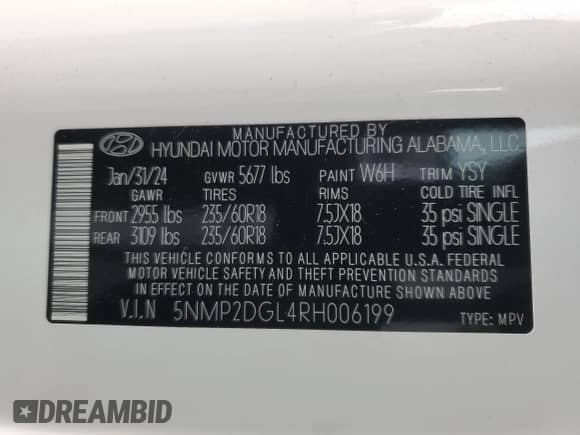 MANUFACTURED BY
HYUNDAI MOTOR MANUFACTURING ALABAMA, LLC
Jan/31/24 GVWR 5677 lbs PAINT W6H TRIM YSY
GAWR TIRES RIMS COLD TIRE INFL
FRONT 2955 lbs 235/60R18 7.5JX18 35 psi SINGLE
REAR 3109 lbs 235/60R18 7.5JX18 35 psi SINGLE
THIS VEHICLE CONFORMS TO ALL APPLICABLE U.S.A. FEDERAL
MOTOR VEHICLE SAFETY AND THEFT PREVENTION STANDARDS
IN EFFECT ON THE DATE OF MANUFACTURE SHOWN ABOVE.
V.I.N 5NMP2DGL4RH006199 TYPE: MPV
DREAMBID